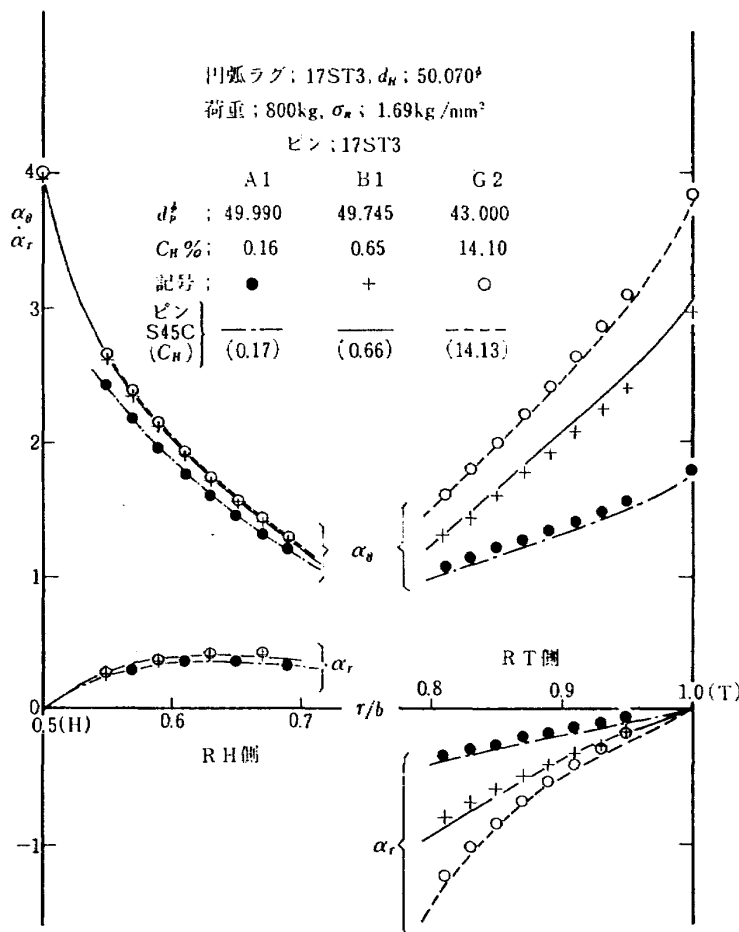 円弧ラグ; 17ST3, d_H; 50.070^φ
荷重; 800kg, σ_n; 1.69kg/mm²
ピン; 17ST3
A1 B1 G2
d_P^φ ; 49.990 49.745 43.000
C_H% ; 0.16 0.65 14.10
記号; ● + ○
ピン
S45C
(C_H) (0.17) (0.66) (14.13)
4
α_θ
α_r
3
2
1
0
-1
α_θ
α_r
α_r
RT側
0.5(H) 0.6 0.7 r/b 0.8 0.9 1.0(T)
RH側